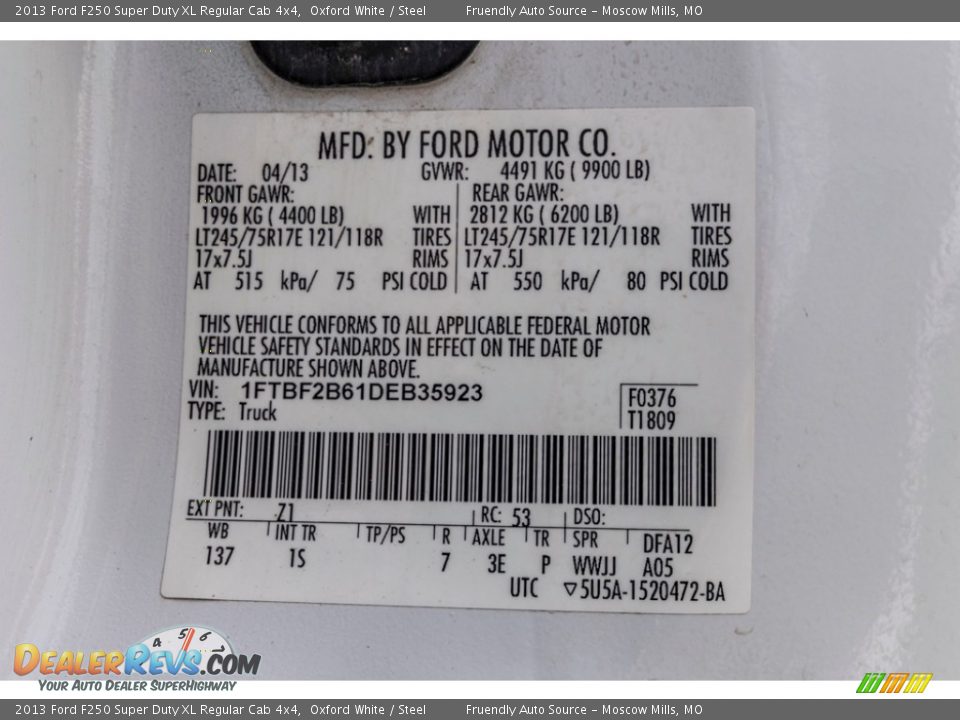 2013 Ford F250 Super Duty XL Regular Cab 4x4,  Oxford White / Steel  Fruendly Auto Source - Moscow Mills, MO
MFD. BY FORD MOTOR CO.
DATE: 04/13 GVWR: 4491 KG ( 9900 LB)
FRONT GAWR: REAR GAWR:
1996 KG ( 4400 LB) WITH 2812 KG ( 6200 LB) WITH
LT245/75R17E 121/118R TIRES LT245/75R17E 121/118R TIRES
17x7.5J RIMS 17x7.5J RIMS
AT 515 kPa/ 75 PSI COLD AT 550 kPa/ 80 PSI COLD
THIS VEHICLE CONFORMS TO ALL APPLICABLE FEDERAL MOTOR
VEHICLE SAFETY STANDARDS IN EFFECT ON THE DATE OF
MANUFACTURE SHOWN ABOVE.
VIN: 1FTBF2B61DEB35923 F0376
TYPE: Truck T1809
EXT PNT: Z1 RC: 53 DSO:
WB INT TR TP/PS R AXLE TR SPR DFA12
137 1S 7 3E P WWJJ A05
UTC ▽5U5A-1520472-BA
4 5 6
DEALERREVS.COM
YOUR AUTO DEALER SUPERHIGHWAY
2013 Ford F250 Super Duty XL Regular Cab 4x4,  Oxford White / Steel  Fruendly Auto Source - Moscow Mills, MO